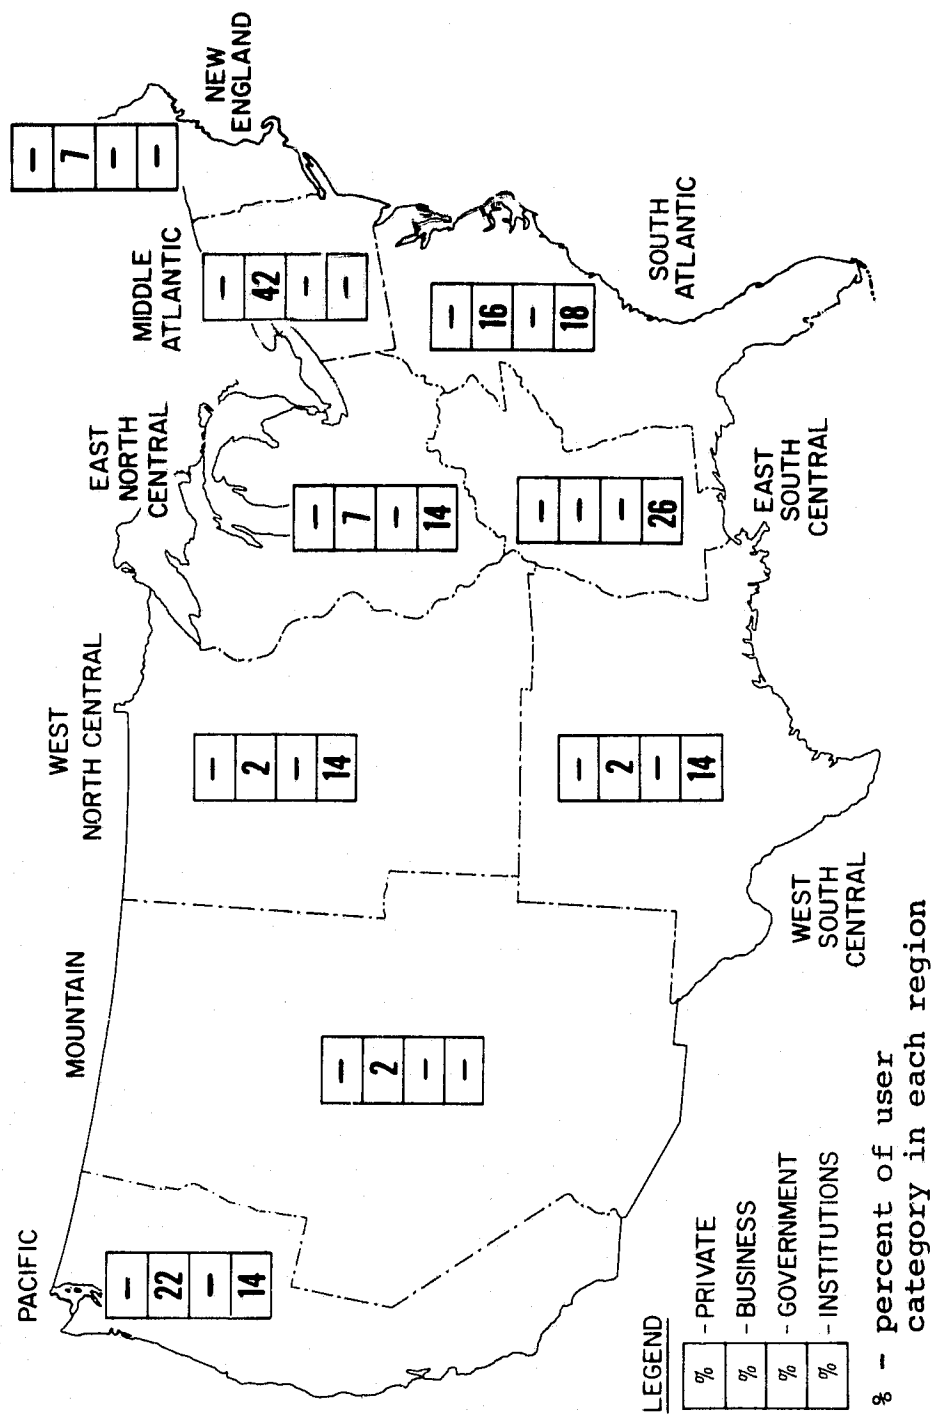 PACIFIC
–
22
–
14
MOUNTAIN
–
2
–
–
WEST
NORTH CENTRAL
–
2
–
14
WEST
SOUTH
CENTRAL
–
2
–
14
EAST
NORTH
CENTRAL
–
7
–
14
EAST
SOUTH
CENTRAL
–
–
–
26
MIDDLE
ATLANTIC
–
42
–
–
SOUTH
ATLANTIC
–
16
–
18
NEW
ENGLAND
–
7
–
–
LEGEND
% - PRIVATE
% - BUSINESS
% - GOVERNMENT
% - INSTITUTIONS
% - percent of user
category in each region